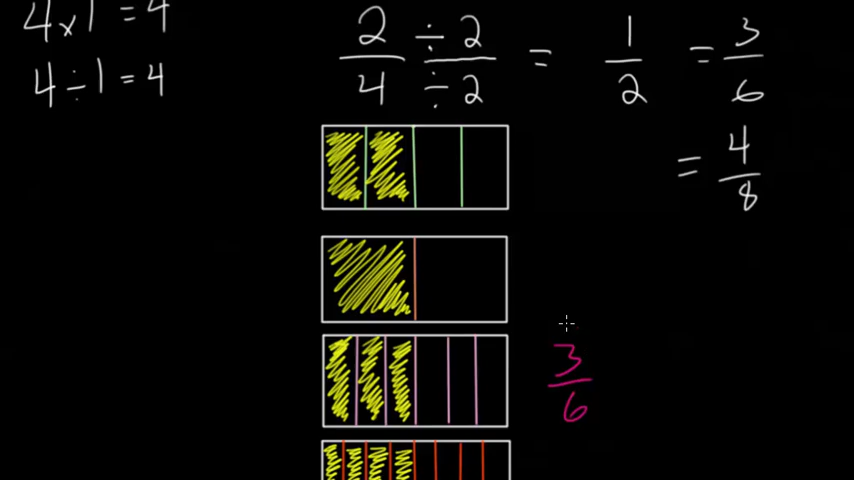 4×1 = 4
4÷1 = 4
2/4 ÷2/÷2 = 1/2 = 3/6
= 4/8
3/6